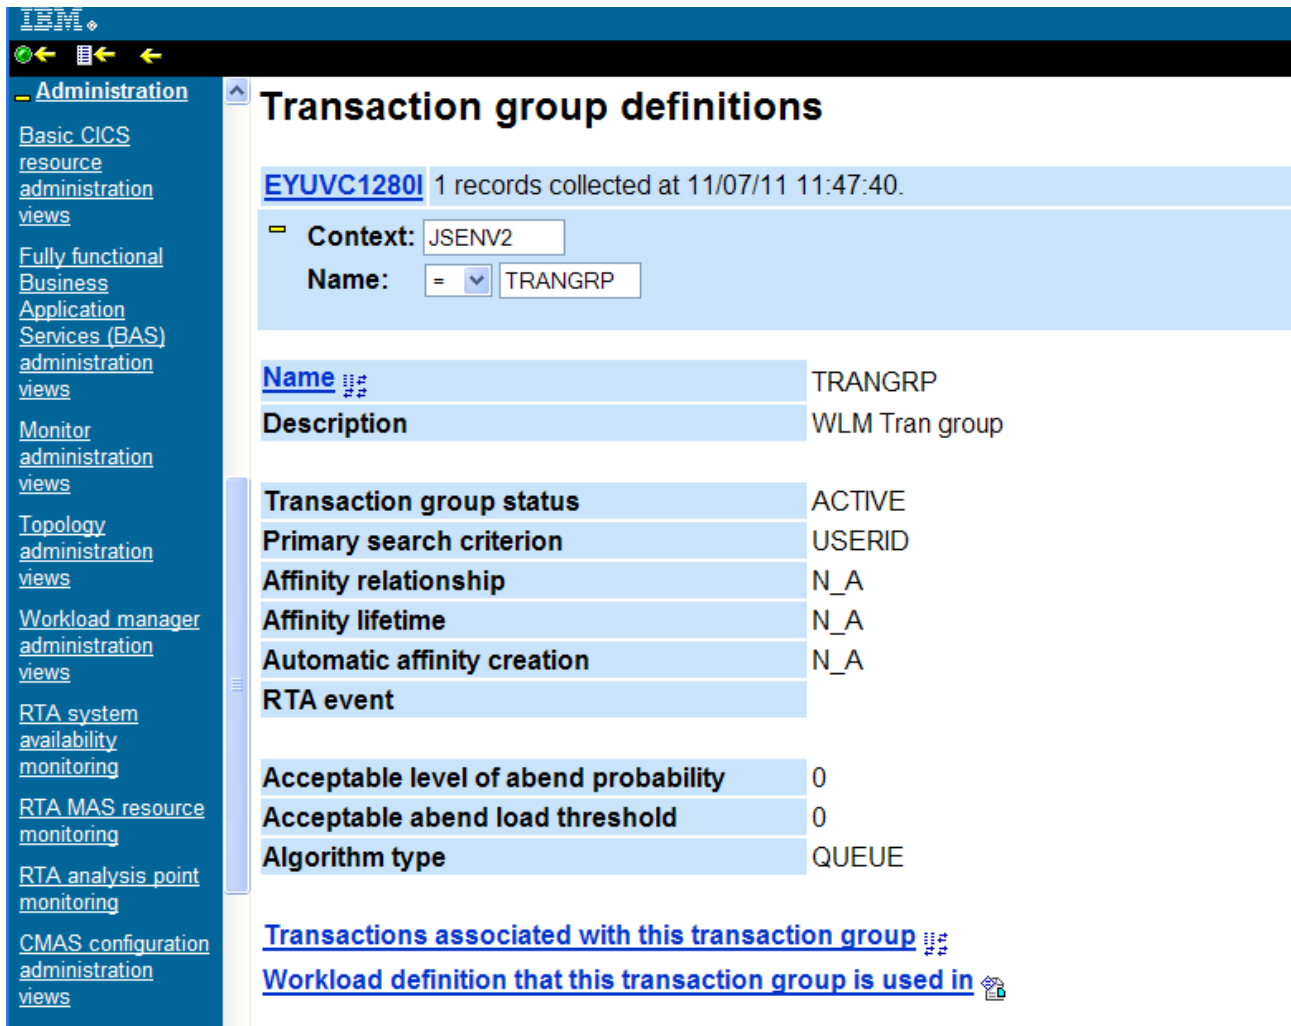 IBM
Administration
Basic CICS
resource
administration
views
Fully functional
Business
Application
Services (BAS)
administration
views
Monitor
administration
views
Topology
administration
views
Workload manager
administration
views
RTA system
availability
monitoring
RTA MAS resource
monitoring
RTA analysis point
monitoring
CMAS configuration
administration
views
Transaction group definitions
EYUVC1280I 1 records collected at 11/07/11 11:47:40.
Context: JSENV2
Name: = TRANGRP
Name TRANGRP
Description WLM Tran group
Transaction group status ACTIVE
Primary search criterion USERID
Affinity relationship N_A
Affinity lifetime N_A
Automatic affinity creation N_A
RTA event
Acceptable level of abend probability 0
Acceptable abend load threshold 0
Algorithm type QUEUE
Transactions associated with this transaction group
Workload definition that this transaction group is used in